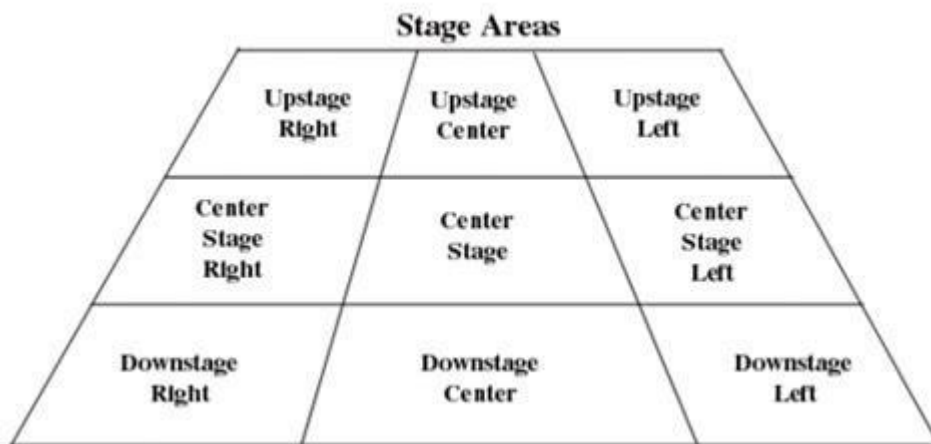 Stage Areas
Upstage
Right
Upstage
Center
Upstage
Left
Center
Stage
Right
Center
Stage
Center
Stage
Left
Downstage
Right
Downstage
Center
Downstage
Left